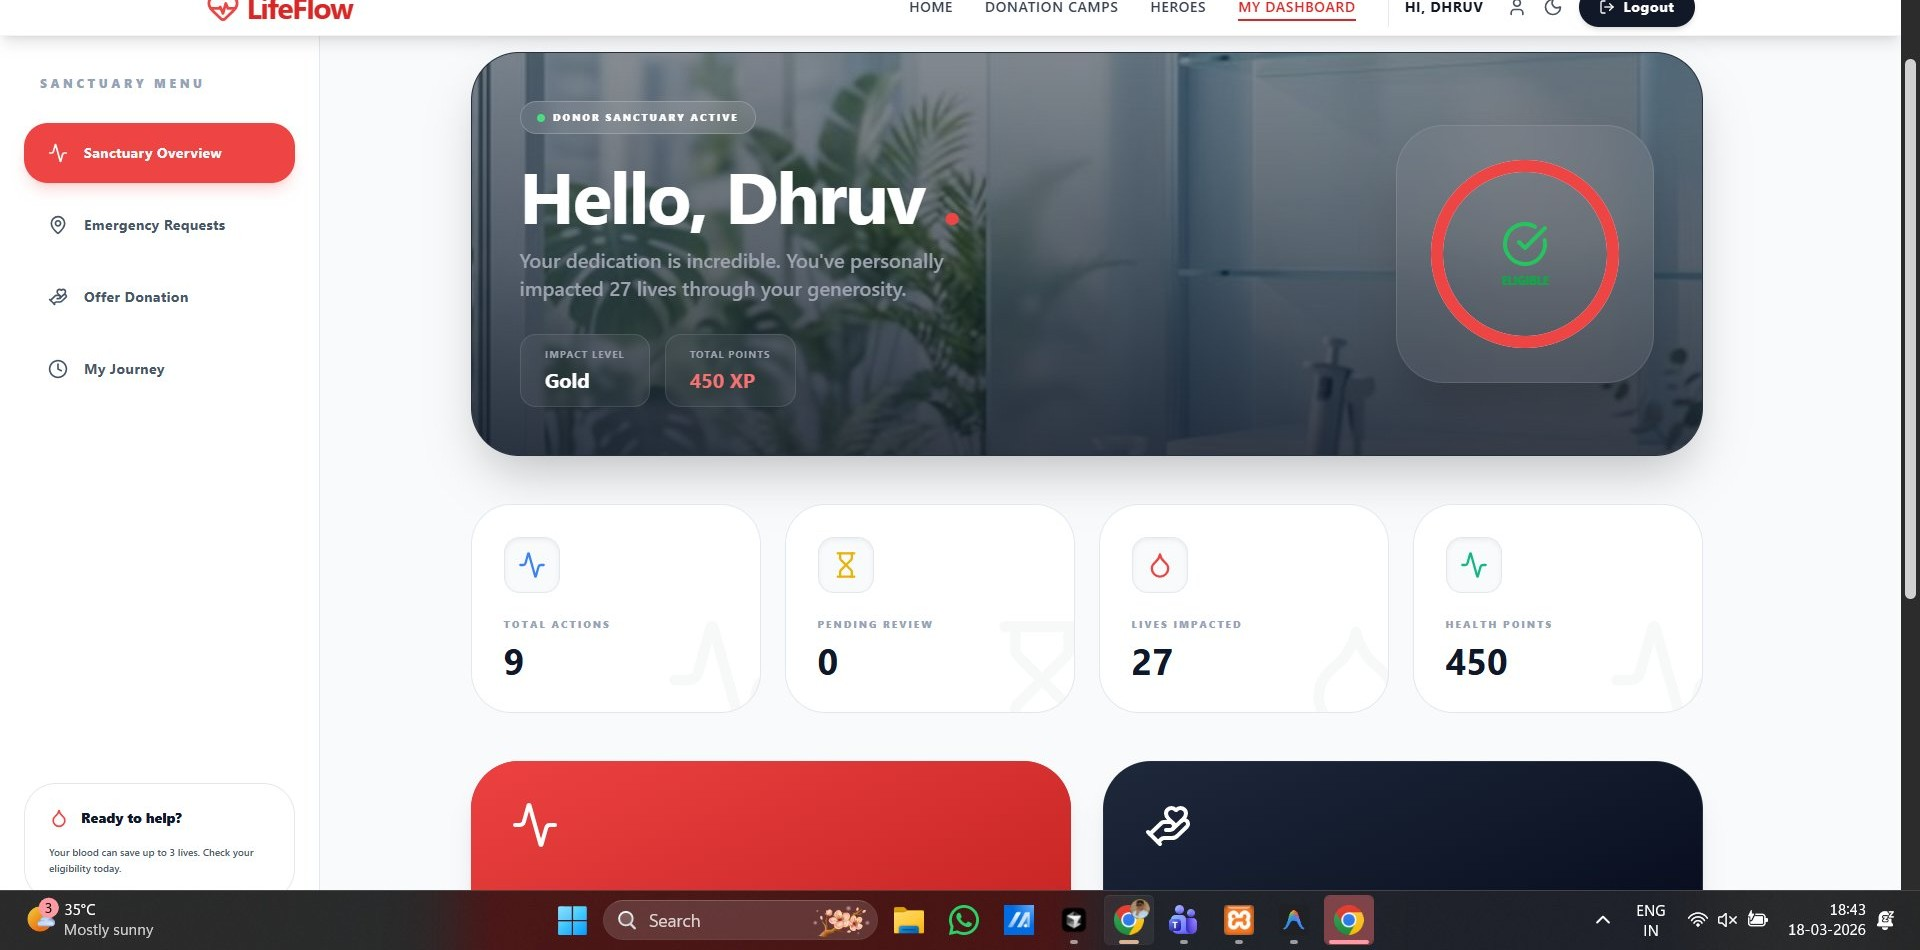 LifeFlow
HOME
DONATION CAMPS
HEROES
MY DASHBOARD
HI, DHRUV
Logout
SANCTUARY MENU
Sanctuary Overview
Emergency Requests
Offer Donation
My Journey
DONOR SANCTUARY ACTIVE
Hello, Dhruv .
Your dedication is incredible. You've personally
impacted 27 lives through your generosity.
IMPACT LEVEL
Gold
TOTAL POINTS
450 XP
ELIGIBLE
TOTAL ACTIONS
9
PENDING REVIEW
0
LIVES IMPACTED
27
HEALTH POINTS
450
Ready to help?
Your blood can save up to 3 lives. Check your
eligibility today.
3
35°C
Mostly sunny
Search
ENG
IN
18:43
18-03-2026